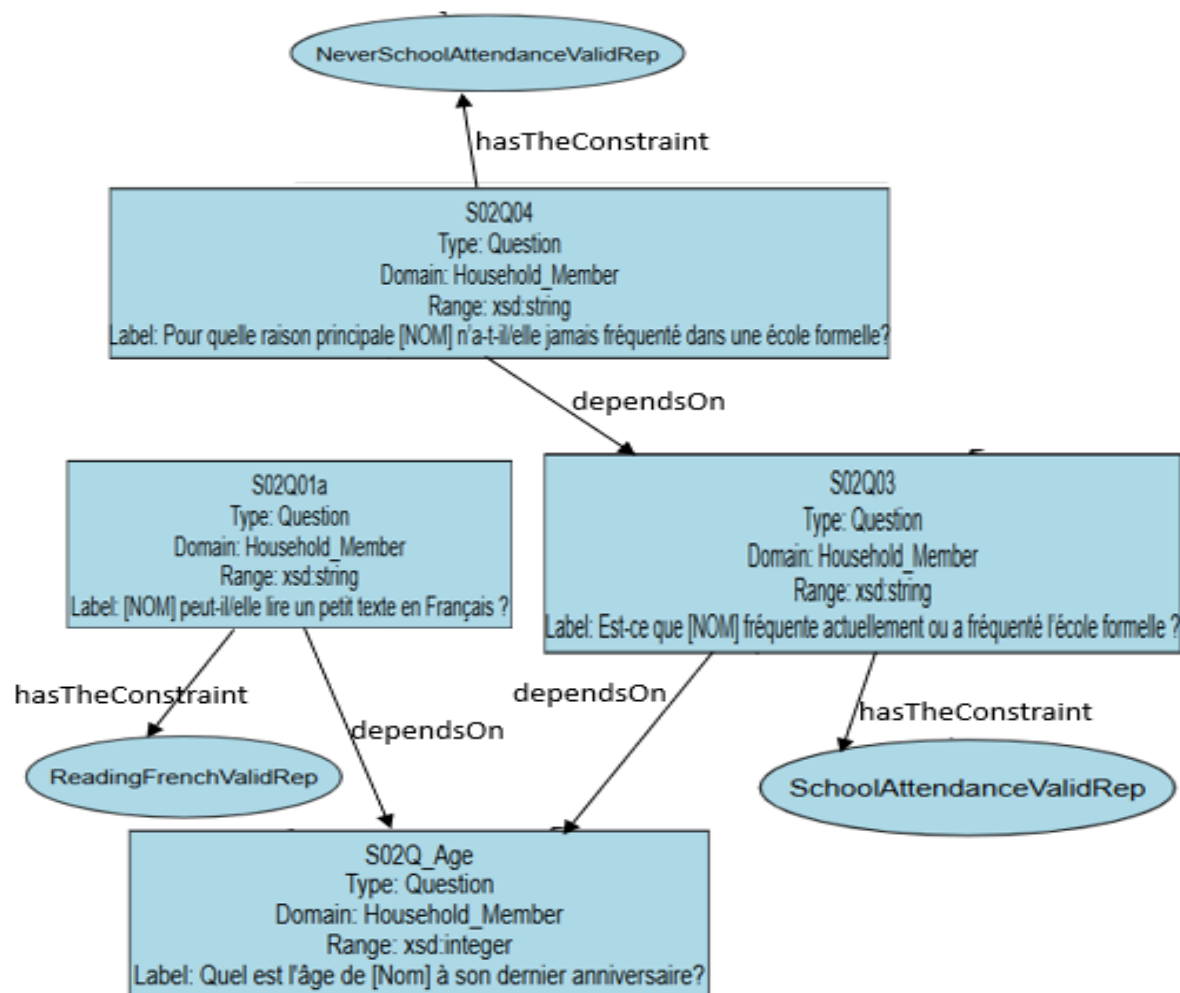 NeverSchoolAttendanceValidRep
hasTheConstraint
S02Q04
Type: Question
Domain: Household_Member
Range: xsd:string
Label: Pour quelle raison principale [NOM] n'a-t-il/elle jamais fréquenté dans une école formelle?
dependsOn
S02Q01a
Type: Question
Domain: Household_Member
Range: xsd:string
Label: [NOM] peut-il/elle lire un petit texte en Français ?
S02Q03
Type: Question
Domain: Household_Member
Range: xsd:string
Label: Est-ce que [NOM] fréquente actuellement ou a fréquenté l'école formelle ?
hasTheConstraint
dependsOn
dependsOn
hasTheConstraint
ReadingFrenchValidRep
SchoolAttendanceValidRep
S02Q_Age
Type: Question
Domain: Household_Member
Range: xsd:integer
Label: Quel est l'âge de [Nom] à son dernier anniversaire?